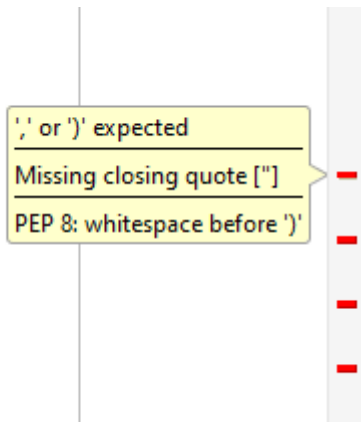 ',' or ')' expected
Missing closing quote ["]
PEP 8: whitespace before ')'